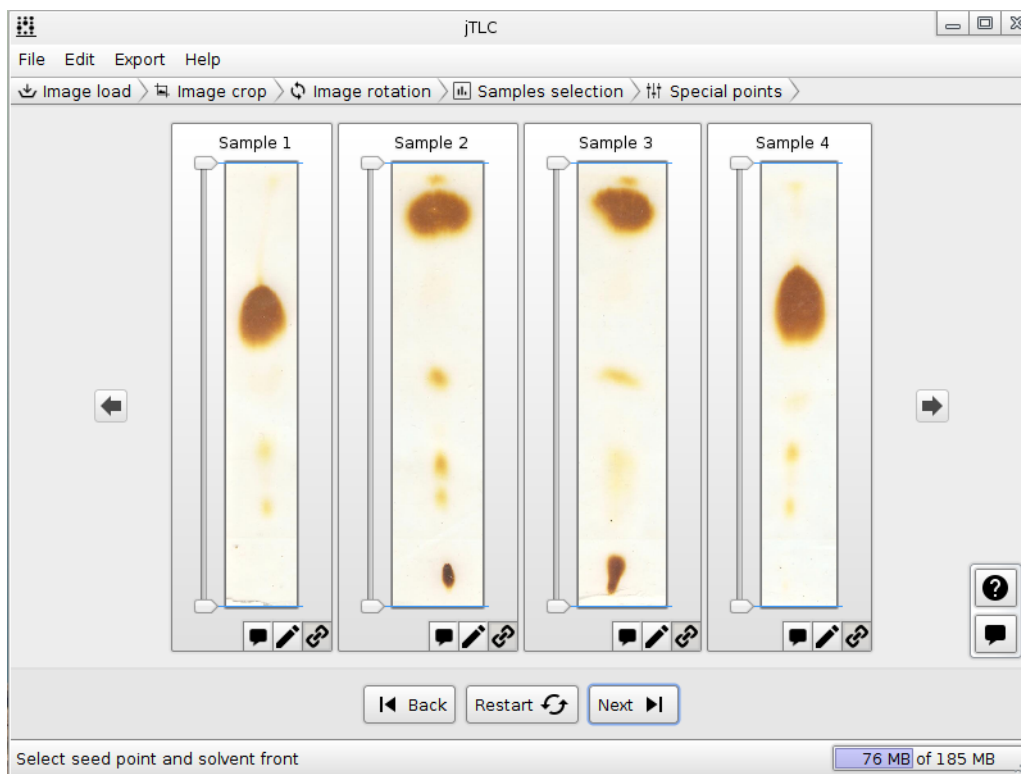 jTLC
File Edit Export Help
Image load Image crop Image rotation Samples selection Special points
Sample 1 Sample 2 Sample 3 Sample 4
Back Restart Next
Select seed point and solvent front 76 MB of 185 MB